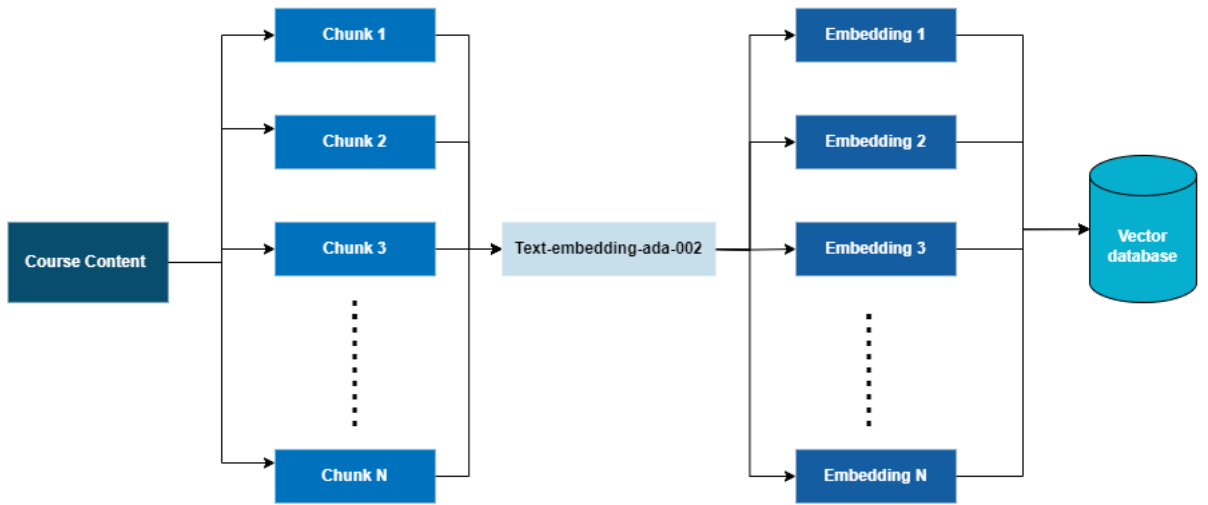 Course Content
Chunk 1
Chunk 2
Chunk 3
Chunk N
Text-embedding-ada-002
Embedding 1
Embedding 2
Embedding 3
Embedding N
Vector
database